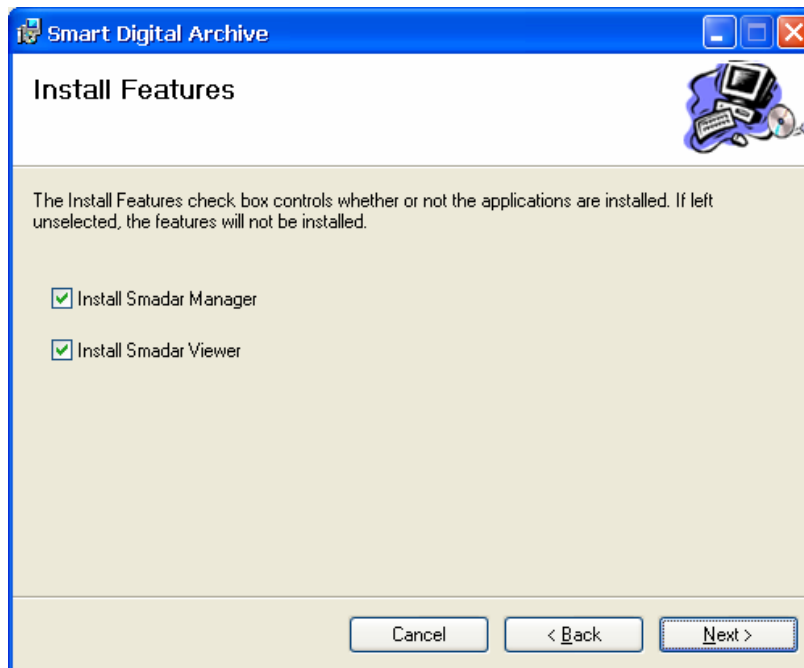 Smart Digital Archive
Install Features
The Install Features check box controls whether or not the applications are installed. If left
unselected, the features will not be installed.
Install Smadar Manager
Install Smadar Viewer
Cancel
< Back
Next >